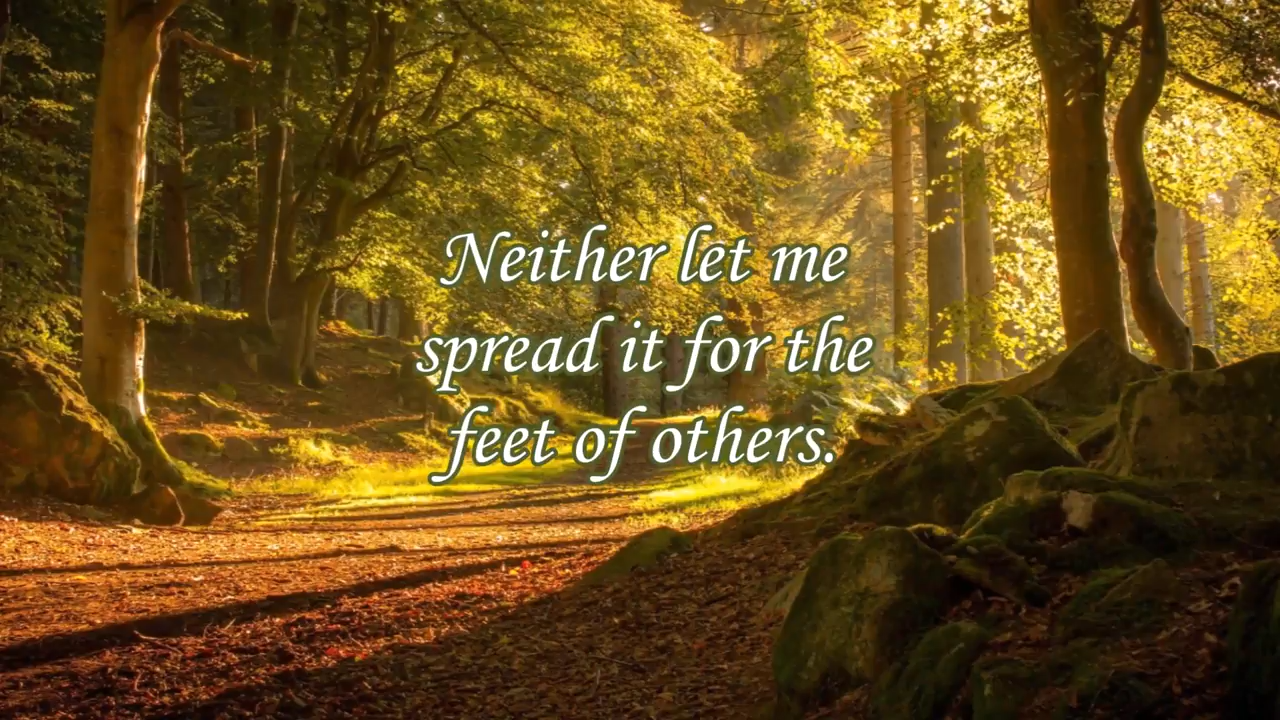 Neither let me
spread it for the
feet of others.